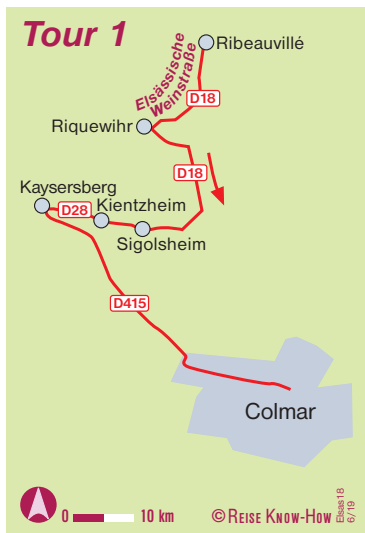 Tour 1
Ribeauvillé
Elsässische
Weinstraße
D18
Riquewihr
D18
Kaysersberg
D28
Kientzheim
Sigolsheim
D415
Colmar
0 10 km
© REISE KNOW-HOW
Elsas18
6/19